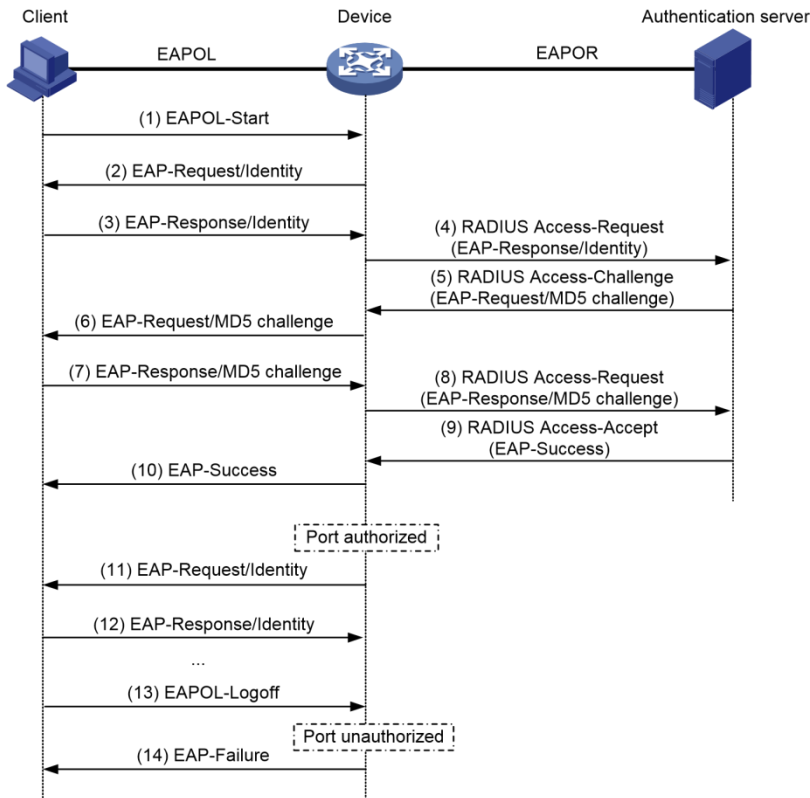 Client
Device
Authentication server
EAPOL
EAPOR
(1) EAPOL-Start
(2) EAP-Request/Identity
(3) EAP-Response/Identity
(4) RADIUS Access-Request
(EAP-Response/Identity)
(5) RADIUS Access-Challenge
(EAP-Request/MD5 challenge)
(6) EAP-Request/MD5 challenge
(7) EAP-Response/MD5 challenge
(8) RADIUS Access-Request
(EAP-Response/MD5 challenge)
(9) RADIUS Access-Accept
(EAP-Success)
(10) EAP-Success
Port authorized
(11) EAP-Request/Identity
(12) EAP-Response/Identity
...
(13) EAPOL-Logoff
Port unauthorized
(14) EAP-Failure